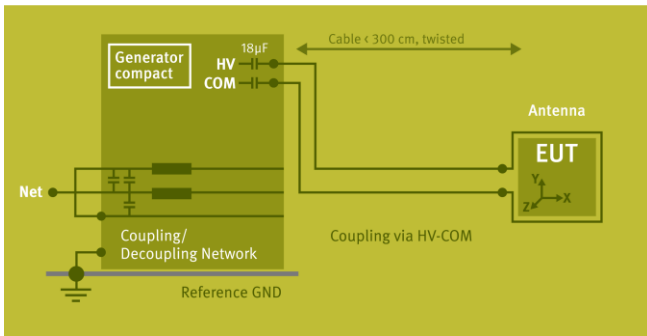 Generator
compact
18µF
HV
COM
Cable < 300 cm, twisted
Antenna
EUT
Y
X
Z
Net
Coupling/
Decoupling Network
Coupling via HV-COM
Reference GND